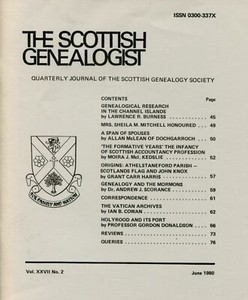 ISSN 0300-337X
THE SCOTTISH
GENEALOGIST
QUARTERLY JOURNAL OF THE SCOTTISH GENEALOGY SOCIETY
CONTENTS Page
GENEALOGICAL RESEARCH
IN THE CHANNEL ISLANDS
by LAWRENCE R. BURNESS 45
MRS. SHEILA M. MITCHELL HONOURED 49
A SPAN OF SPOUSES
by ALLAN McLEAN OF DOCHGARROCH 50
'THE FORMATIVE YEARS' THE INFANCY
OF SCOTTISH ACCOUNTANCY PROFESSION
by MOIRA J. McI. KEDSLIE 52
ORIGINS: ATHELSTANEFORD PARISH —
SCOTLANDS FLAG AND JOHN KNOX
by GRANT CARR HARRIS 57
GENEALOGY AND THE MORMONS
by Dr. ANDREW J. SCORANCE 59
CORRESPONDENCE 61
THE VATICAN ARCHIVES
by IAN B. COWAN 62
HOLYROOD AND ITS PORT
by PROFESSOR GORDON DONALDSON 66
REVIEWS 73
QUERIES 76
Vol. XXVII No. 2 June 1980